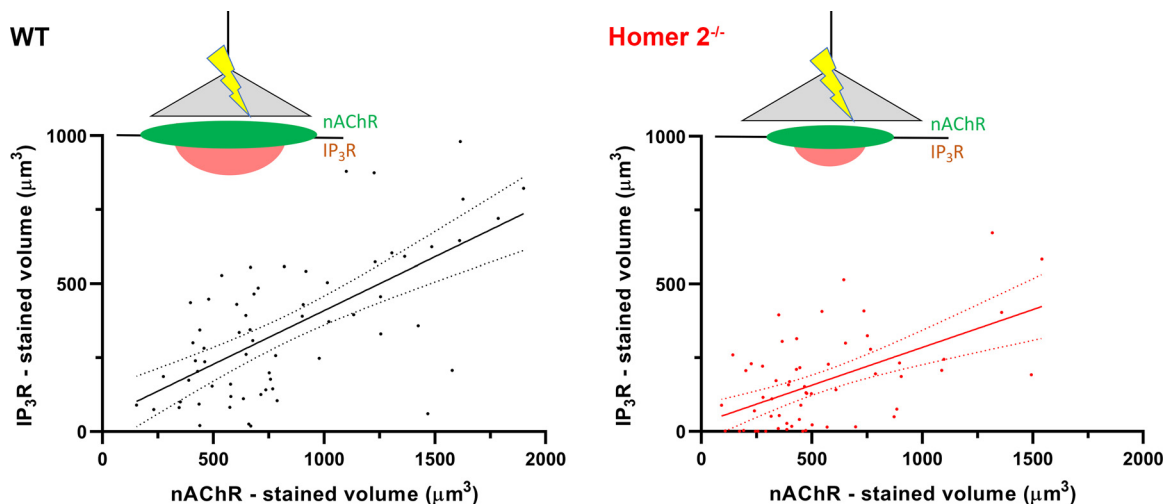 WT
nAChR
IP₃R
1000
500
0
IP₃R - stained volume (μm³)
0
500
1000
1500
2000
nAChR - stained volume (μm³)
Homer 2⁻/⁻
nAChR
IP₃R
1000
500
0
IP₃R - stained volume (μm³)
0
500
1000
1500
2000
nAChR - stained volume (μm³)